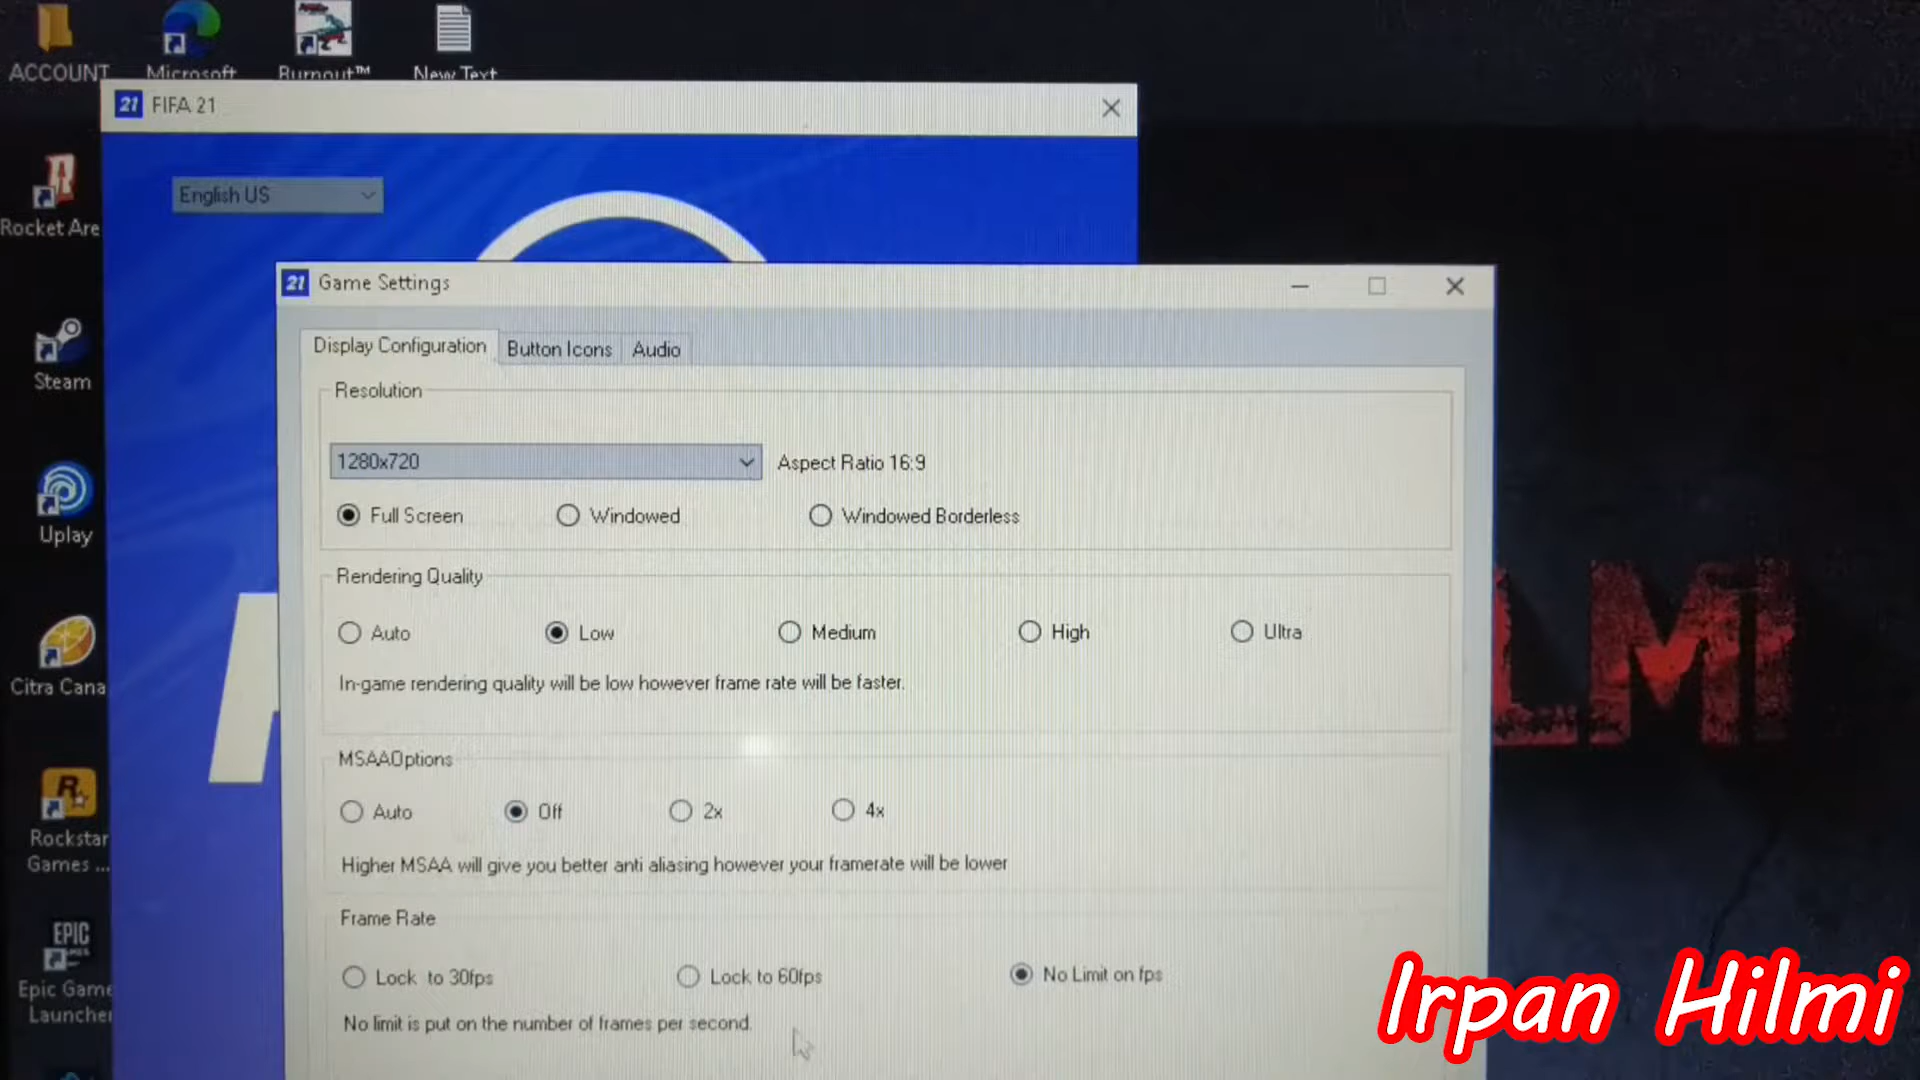 ACCOUNT
Microsoft
Burnout™
New Text
21 FIFA 21
English US
Rocket Are
21 Game Settings
Display Configuration Button Icons Audio
Resolution
1280x720 Aspect Ratio 16:9
Full Screen Windowed Windowed Borderless
Rendering Quality
Auto Low Medium High Ultra
In-game rendering quality will be low however frame rate will be faster.
MSAAOptions
Auto Off 2x 4x
Higher MSAA will give you better anti aliasing however your framerate will be lower
Frame Rate
Lock to 30fps Lock to 60fps No Limit on fps
No limit is put on the number of frames per second.
Steam
Uplay
Citra Cana
Rockstar
Games ...
EPIC
Epic Game
Launcher
LMI
Irpan Hilmi